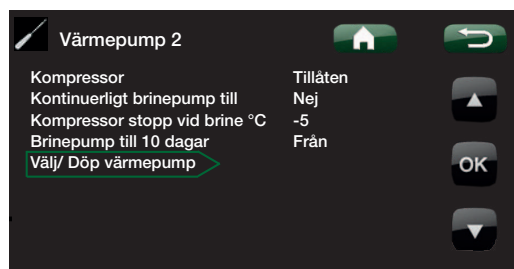 Värmepump 2
Kompressor Tillåten
Kontinuerligt brinepump till Nej
Kompressor stopp vid brine °C -5
Brinepump till 10 dagar Från
Välj/ Döp värmepump
OK